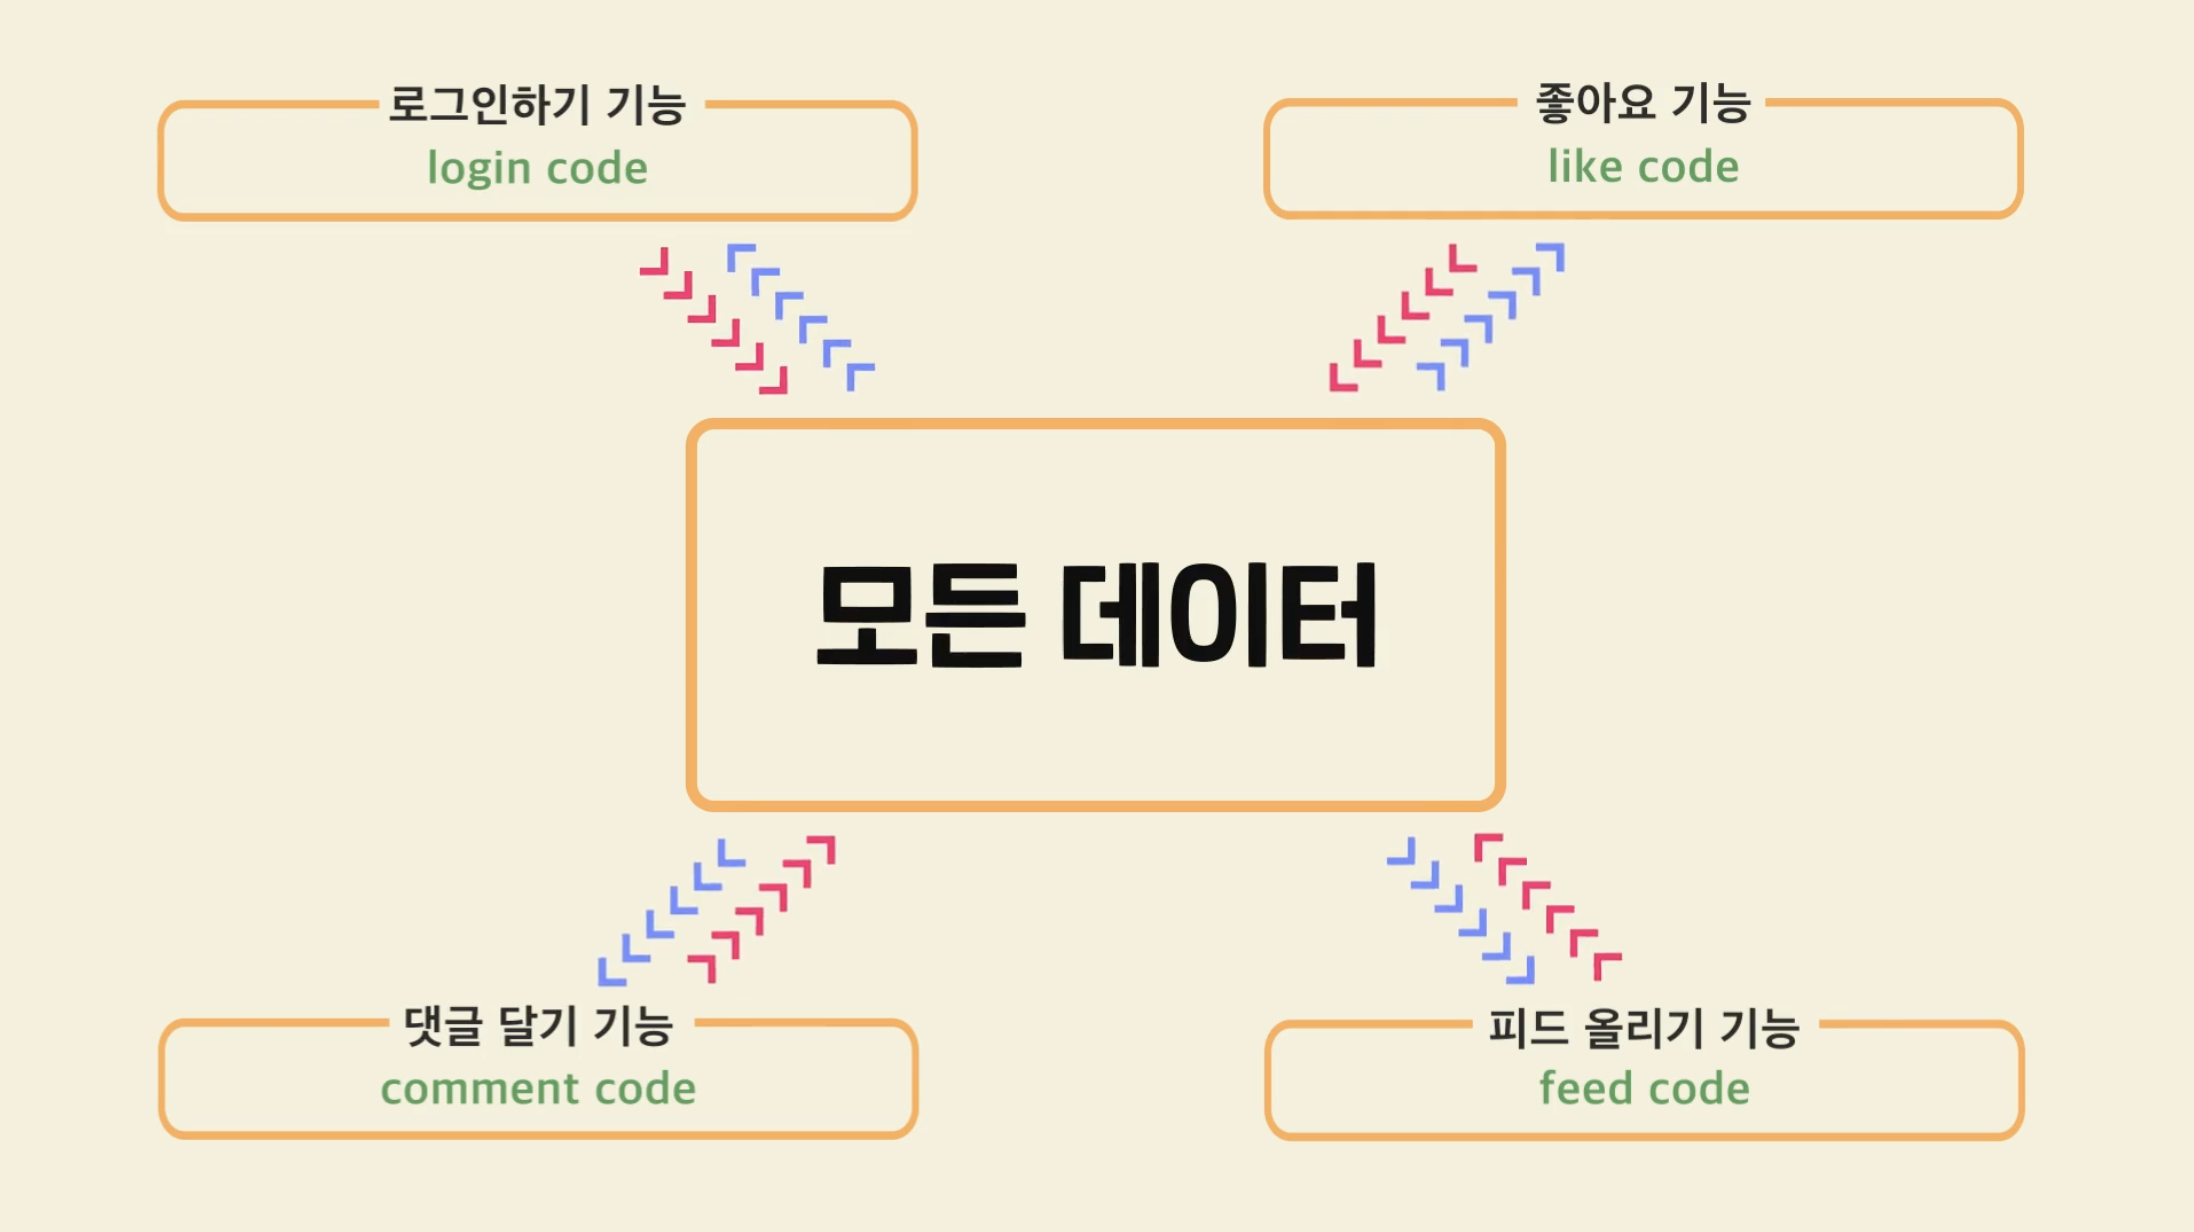 로그인하기 기능
login code
좋아요 기능
like code
모든 데이터
댓글 달기 기능
comment code
피드 올리기 기능
feed code